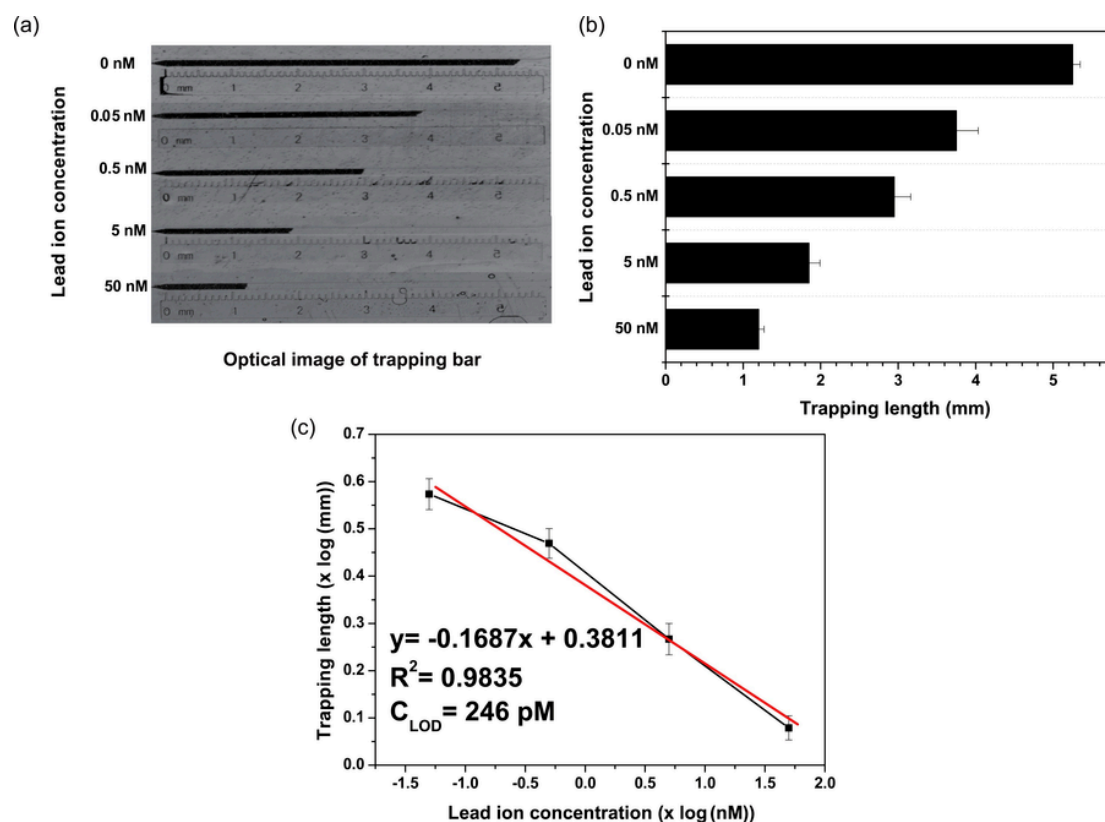 (a)
Lead ion concentration
0 nM
0 mm 1 2 3 4 5
0.05 nM
0 mm 1 2 3 4 5
0.5 nM
0 mm 1 2 3 4 5
5 nM
0 mm 1 2 3 4 5
50 nM
0 mm 1 2 3 4 5
Optical image of trapping bar
(b)
Lead ion concentration
0 nM
0.05 nM
0.5 nM
5 nM
50 nM
0 1 2 3 4 5
Trapping length (mm)
(c)
Trapping length (x log (mm))
0.7
0.6
0.5
0.4
0.3
0.2
0.1
0.0
y= -0.1687x + 0.3811
R²= 0.9835
C_LOD= 246 pM
-1.5 -1.0 -0.5 0.0 0.5 1.0 1.5 2.0
Lead ion concentration (x log (nM))